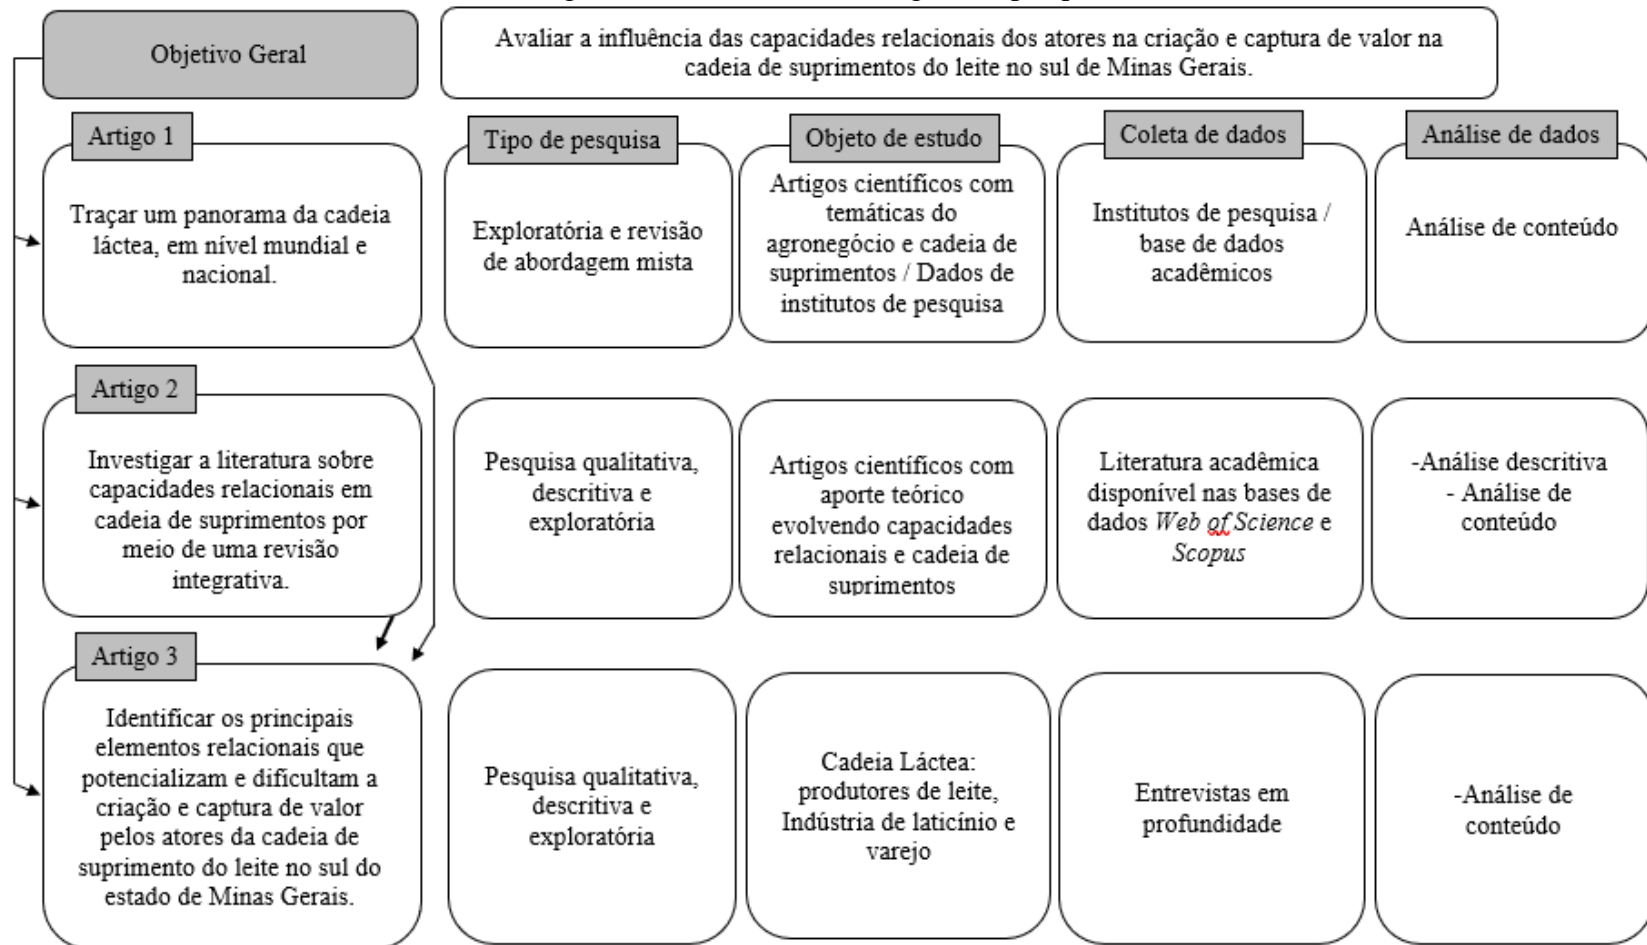 Objetivo Geral
Avaliar a influência das capacidades relacionais dos atores na criação e captura de valor na
cadeia de suprimentos do leite no sul de Minas Gerais.
Artigo 1
Traçar um panorama da cadeia
láctea, em nível mundial e
nacional.
Tipo de pesquisa
Exploratória e revisão
de abordagem mista
Objeto de estudo
Artigos científicos com
temáticas do
agronegócio e cadeia de
suprimentos / Dados de
institutos de pesquisa
Coleta de dados
Institutos de pesquisa /
base de dados
acadêmicos
Análise de dados
Análise de conteúdo
Artigo 2
Investigar a literatura sobre
capacidades relacionais em
cadeia de suprimentos por
meio de uma revisão
integrativa.
Pesquisa qualitativa,
descritiva e
exploratória
Artigos científicos com
aporte teórico
evolvendo capacidades
relacionais e cadeia de
suprimentos
Literatura acadêmica
disponível nas bases de
dados Web of Science e
Scopus
-Análise descritiva
- Análise de
conteúdo
Artigo 3
Identificar os principais
elementos relacionais que
potencializam e dificultam a
criação e captura de valor
pelos atores da cadeia de
suprimento do leite no sul do
estado de Minas Gerais.
Pesquisa qualitativa,
descritiva e
exploratória
Cadeia Láctea:
produtores de leite,
Indústria de laticínio e
varejo
Entrevistas em
profundidade
-Análise de
conteúdo